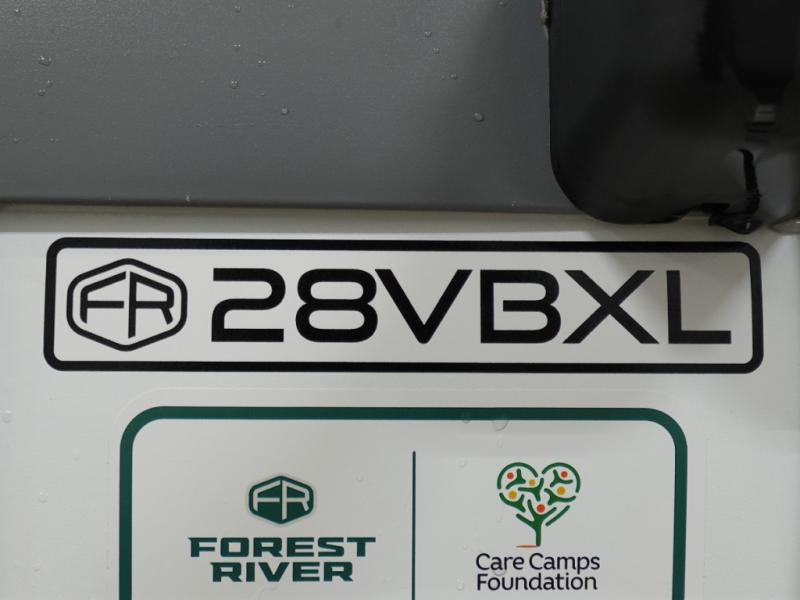 FR 28VBXL
FR
FOREST
RIVER
Care Camps
Foundation